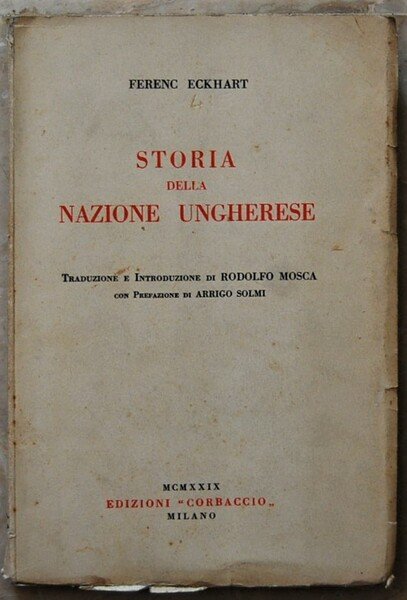 FERENC ECKHART
STORIA
DELLA
NAZIONE UNGHERESE
TRADUZIONE E INTRODUZIONE DI RODOLFO MOSCA
CON PREFAZIONE DI ARRIGO SOLMI
MCMXXIX
EDIZIONI "CORBACCIO„
MILANO